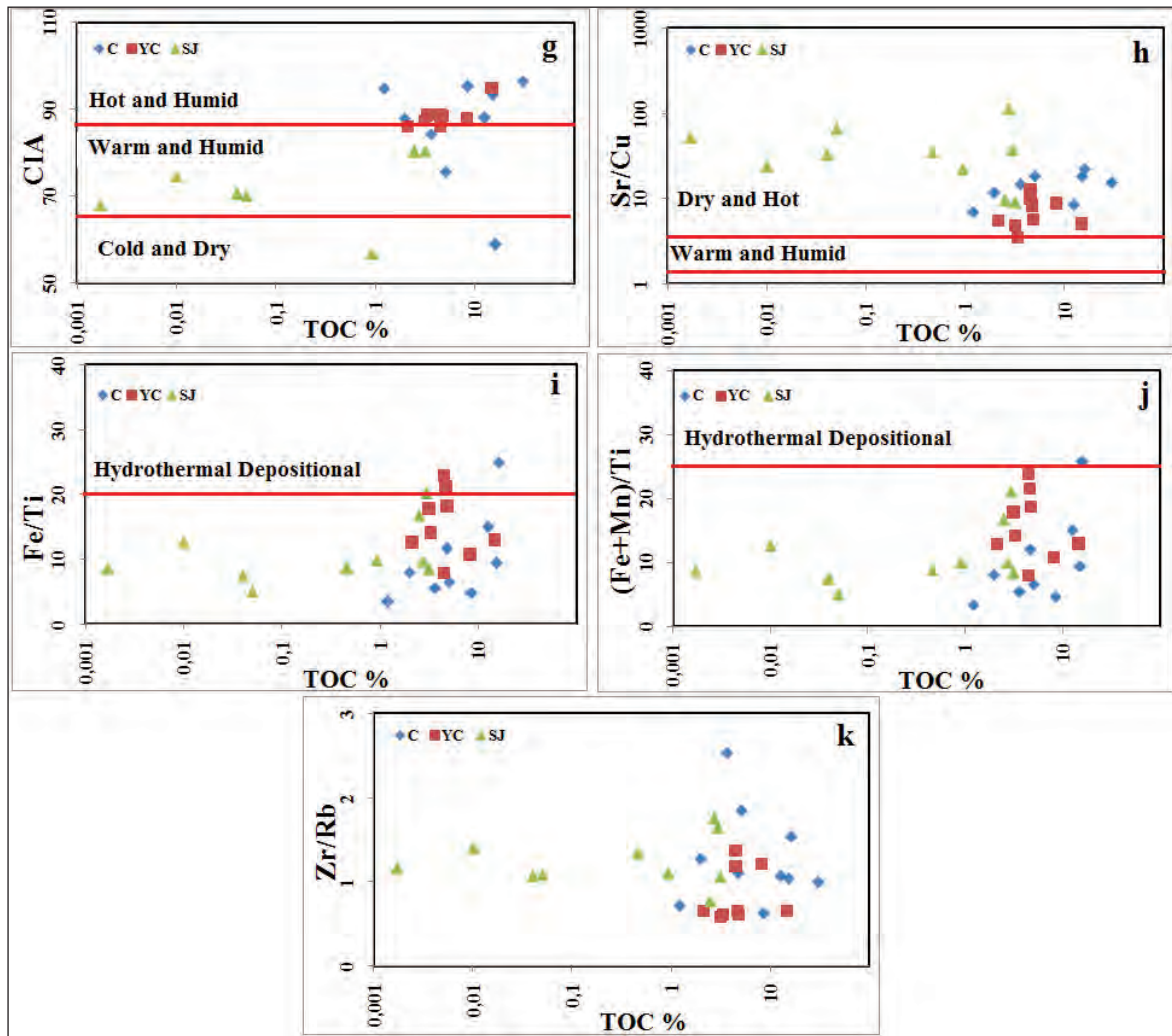 g
C YC SJ
110
90
70
50
CIA
Hot and Humid
Warm and Humid
Cold and Dry
0,001 0,01 0,1 1 10
TOC %
h
C YC SJ
1000
100
10
1
Sr/Cu
Dry and Hot
Warm and Humid
0,001 0,01 0,1 1 10
TOC %
i
C YC SJ
40
30
20
10
0
Fe/Ti
Hydrothermal Depositional
0,001 0,01 0,1 1 10
TOC %
j
C YC SJ
40
30
20
10
0
(Fe+Mn)/Ti
Hydrothermal Depositional
0,001 0,01 0,1 1 10
TOC %
k
C YC SJ
3
2
1
0
Zr/Rb
0,001 0,01 0,1 1 10
TOC %